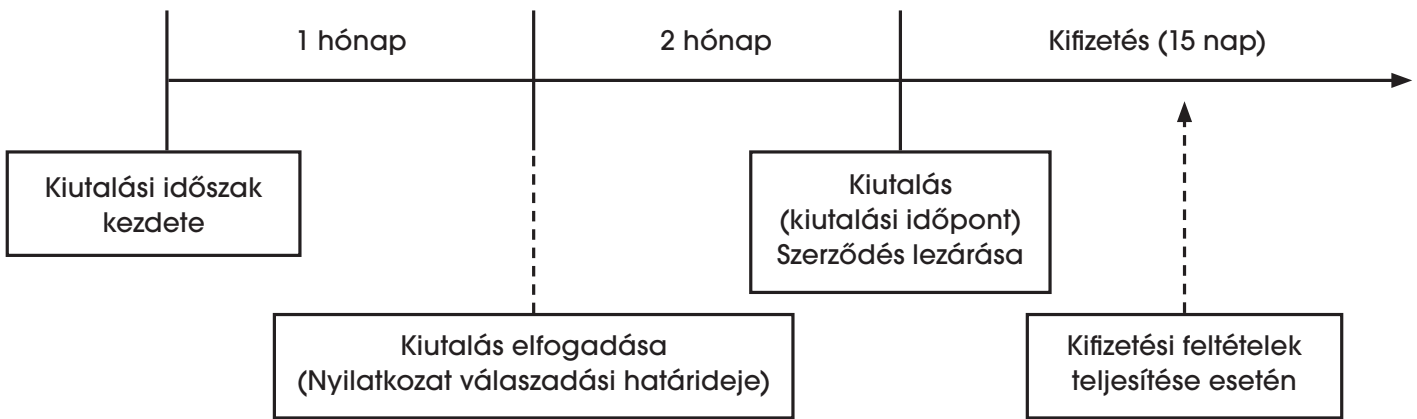 1 hónap
2 hónap
Kifizetés (15 nap)
Kiutalási időszak
kezdete
Kiutalás
(kiutalási időpont)
Szerződés lezárása
Kiutalás elfogadása
(Nyilatkozat válaszadási határideje)
Kifizetési feltételek
teljesítése esetén